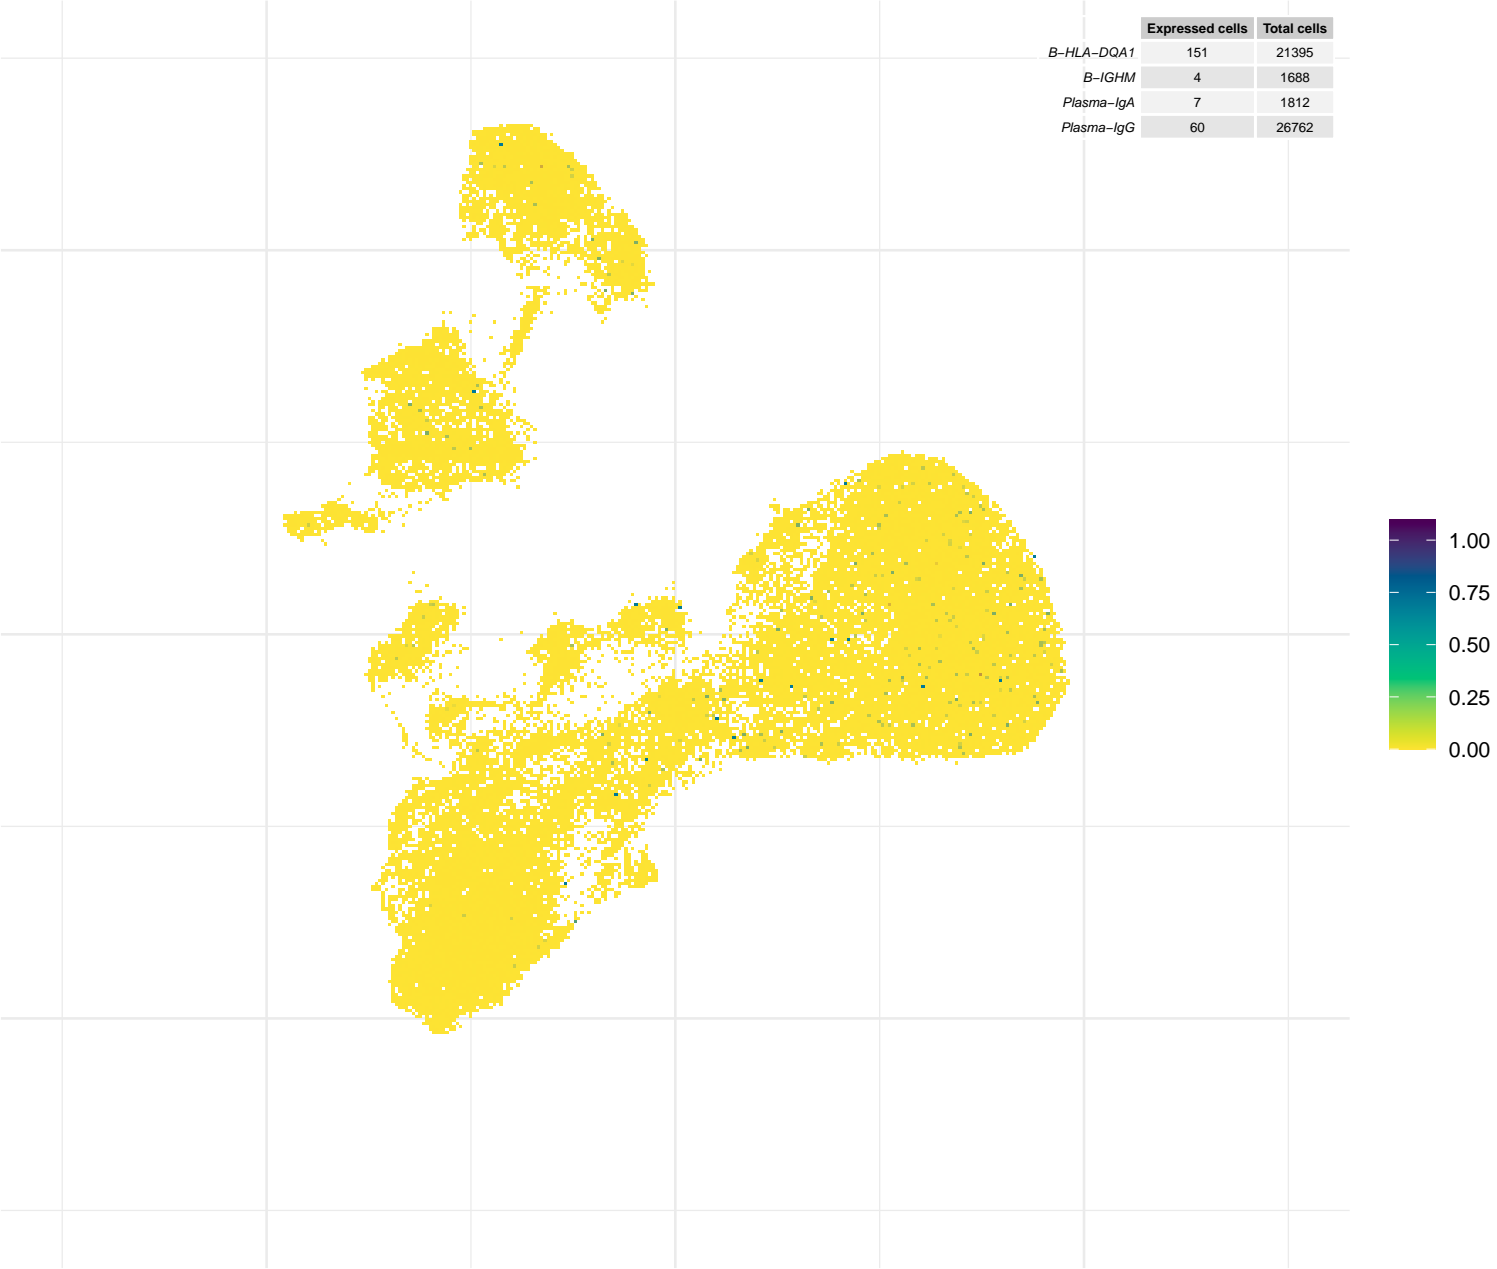 Expressed cells Total cells
B−HLA−DQA1 151 21395
B−IGHM 4 1688
Plasma−IgA 7 1812
Plasma−IgG 60 26762
1.00
0.75
0.50
0.25
0.00